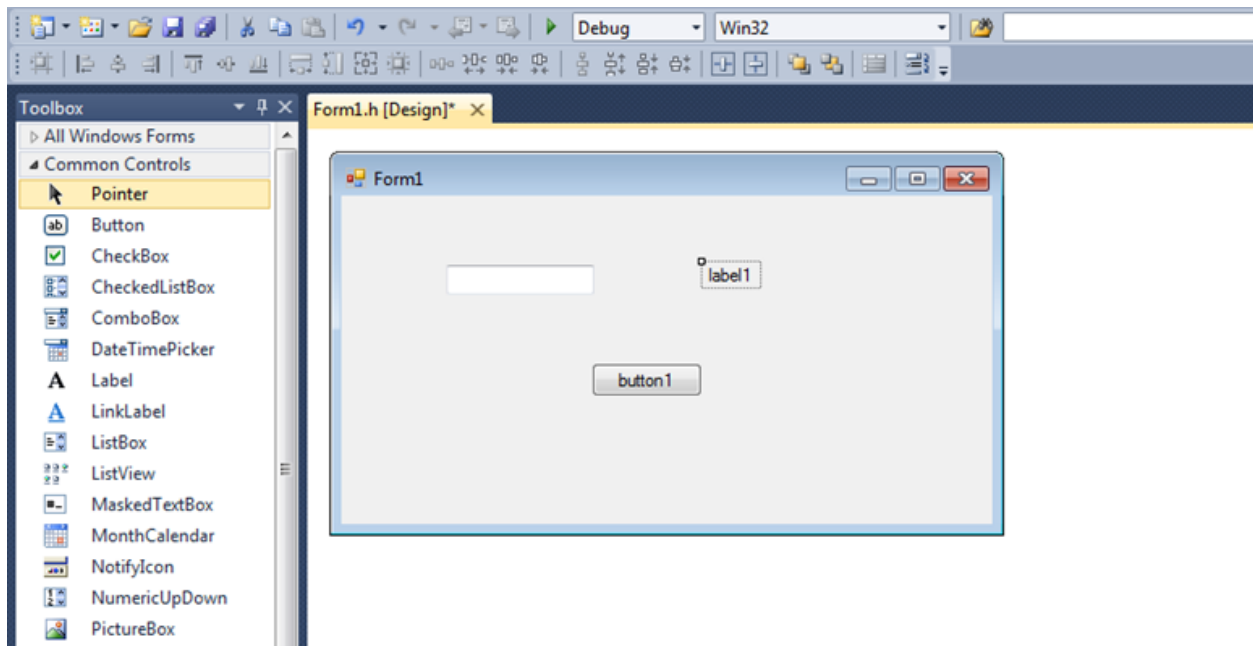 Debug
Win32
Toolbox
Form1.h [Design]*
All Windows Forms
Common Controls
Pointer
ab Button
CheckBox
CheckedListBox
ComboBox
DateTimePicker
A Label
A LinkLabel
ListBox
ListView
MaskedTextBox
MonthCalendar
NotifyIcon
NumericUpDown
PictureBox
Form1
label1
button1